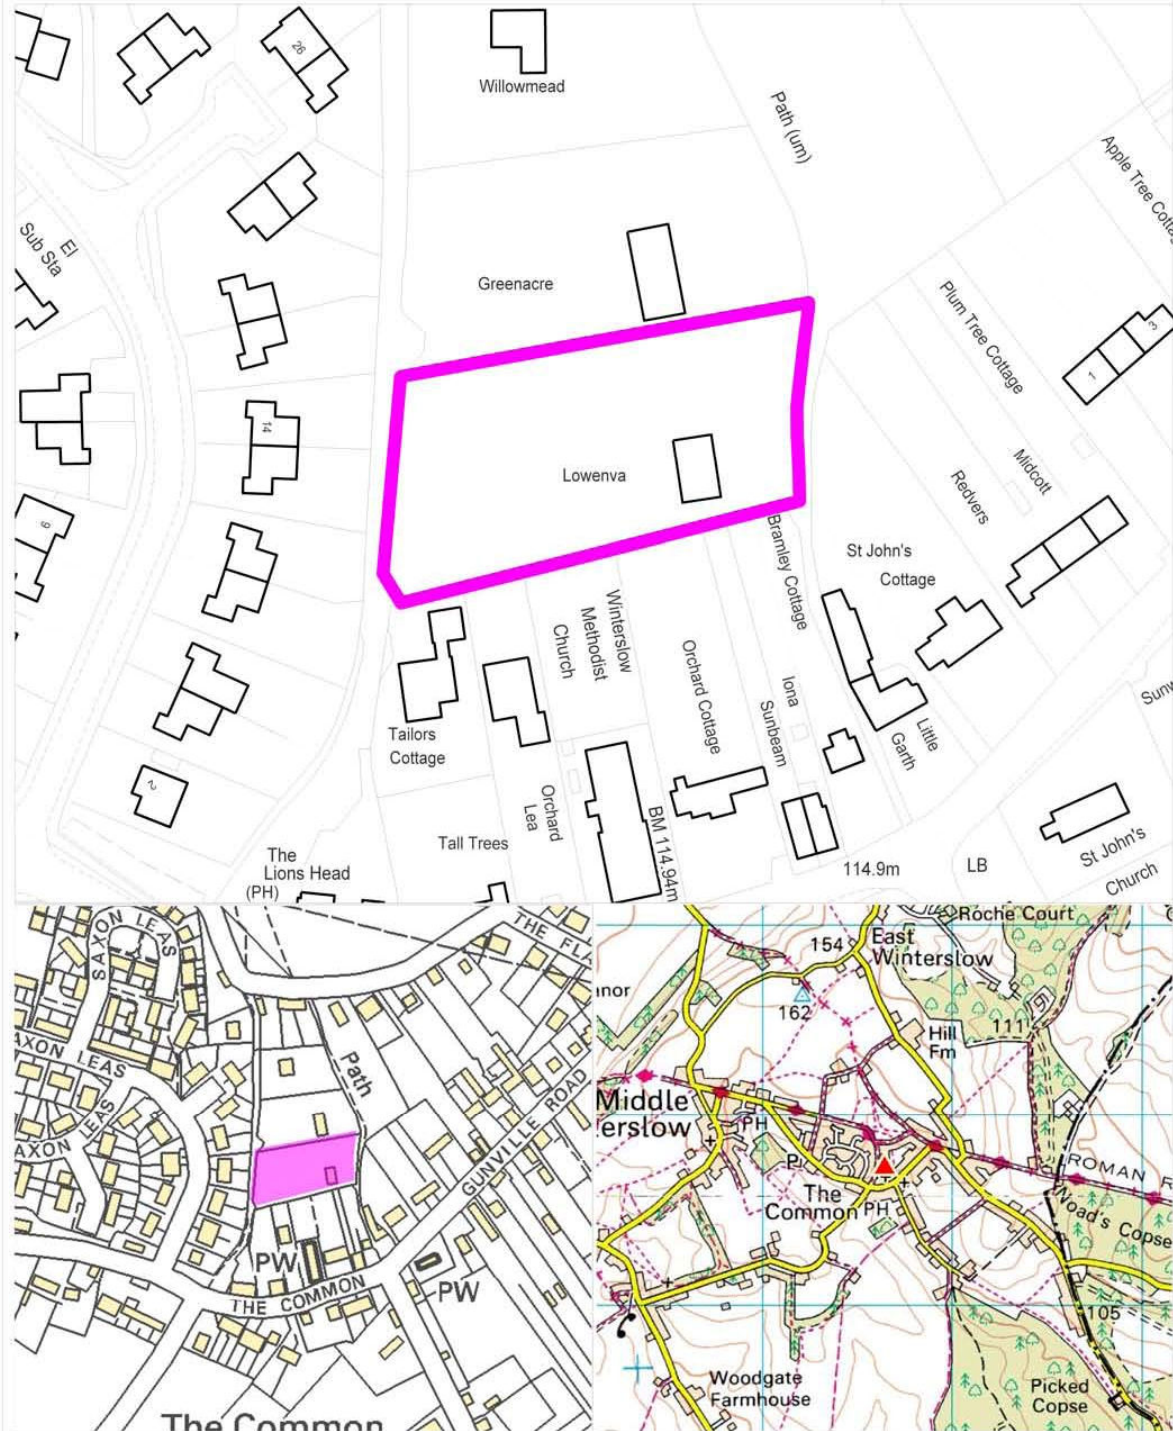 26
Willowmead
Path (um)
Apple Tree
El
Sub Sta
Greenacre
Plum Tree Cottage
3
1
14
Lowenva
Midcott
Redvers
9
Bramley Cottage
St John's
Cottage
Winterslow
Methodist
Church
Orchard Cottage
Iona
Sunbeam
Little
Garth
Tailors
Cottage
2
Orchard
Lea
BM 114.94m
Tall Trees
The
Lions Head
(PH)
114.9m
LB
St John's
Church
SAXON LEAS
THE
SAXON LEAS
Path
SAXON LEAS
GUNVILLE ROAD
PW
PW
THE COMMON
The Common
Roche Court
154
East
Winterslow
162
111
Hill
Fm
Middle
erslow
PH
P
The
Common
PH
ROMAN R
Noad's Copse
105
Woodgate
Farmhouse
Picked
Copse